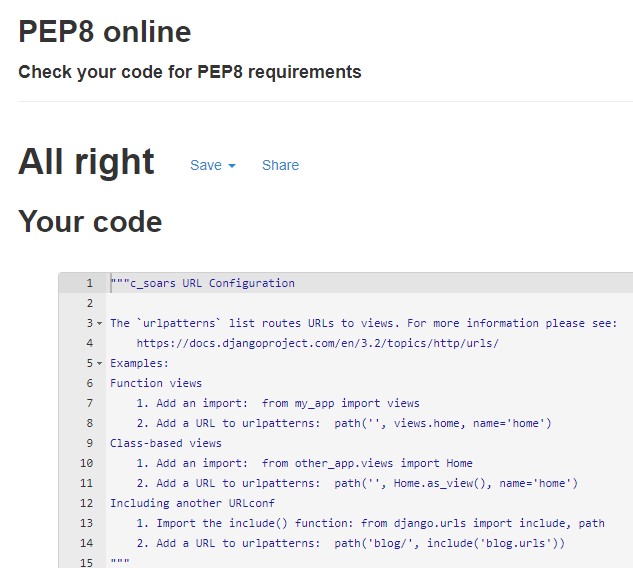 PEP8 online
Check your code for PEP8 requirements
All right Save Share
Your code
1 """c_soars URL Configuration
2
3 The `urlpatterns` list routes URLs to views. For more information please see:
4     https://docs.djangoproject.com/en/3.2/topics/http/urls/
5 Examples:
6 Function views
7     1. Add an import:  from my_app import views
8     2. Add a URL to urlpatterns:  path('', views.home, name='home')
9 Class-based views
10     1. Add an import:  from other_app.views import Home
11     2. Add a URL to urlpatterns:  path('', Home.as_view(), name='home')
12 Including another URLconf
13     1. Import the include() function: from django.urls import include, path
14     2. Add a URL to urlpatterns:  path('blog/', include('blog.urls'))
15 """